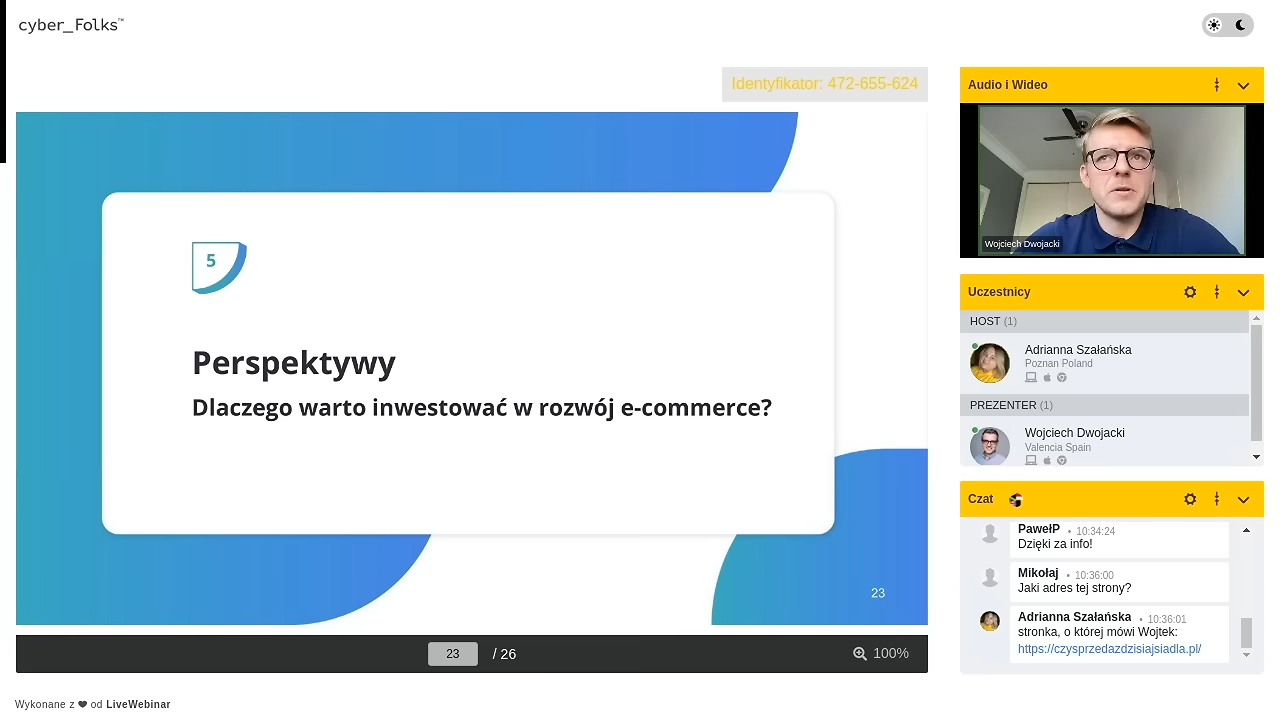 cyber_Folks™
Identyfikator: 472-655-624
5
Perspektywy
Dlaczego warto inwestować w rozwój e-commerce?
23
23 / 26
100%
Audio i Wideo
Wojciech Dwojacki
Uczestnicy
HOST (1)
Adrianna Szałańska
Poznan Poland
PREZENTER (1)
Wojciech Dwojacki
Valencia Spain
Czat
PawełP • 10:34:24
Dzięki za info!
Mikołaj • 10:36:00
Jaki adres tej strony?
Adrianna Szałańska • 10:36:01
stronka, o której mówi Wojtek:
https://czysprzedazdzisiajsiadla.pl/
Wykonane z ❤ od LiveWebinar